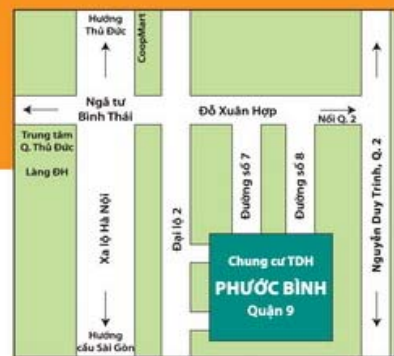 Hướng
Thủ Đức
CoopMart
Ngã tư
Bình Thái
Đỗ Xuân Hợp
Nối Q. 2
Trung tâm
Q. Thủ Đức
Làng ĐH
Xa lộ Hà Nội
Đại lộ 2
Đường số 7
Đường số 8
Nguyễn Duy Trinh, Q. 2
Chung cư TDH
PHƯỚC BÌNH
Quận 9
Hướng
cầu Sài Gòn